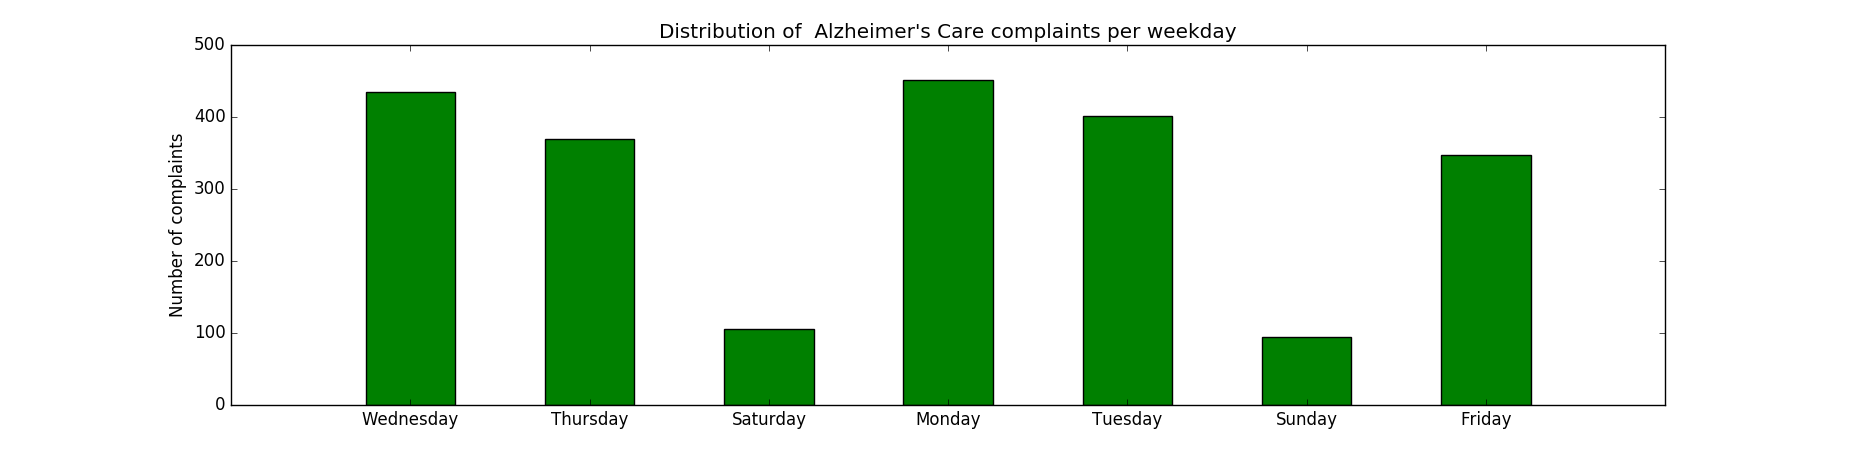 Distribution of  Alzheimer's Care complaints per weekday
Number of complaints
500
400
300
200
100
0
Wednesday Thursday Saturday Monday Tuesday Sunday Friday